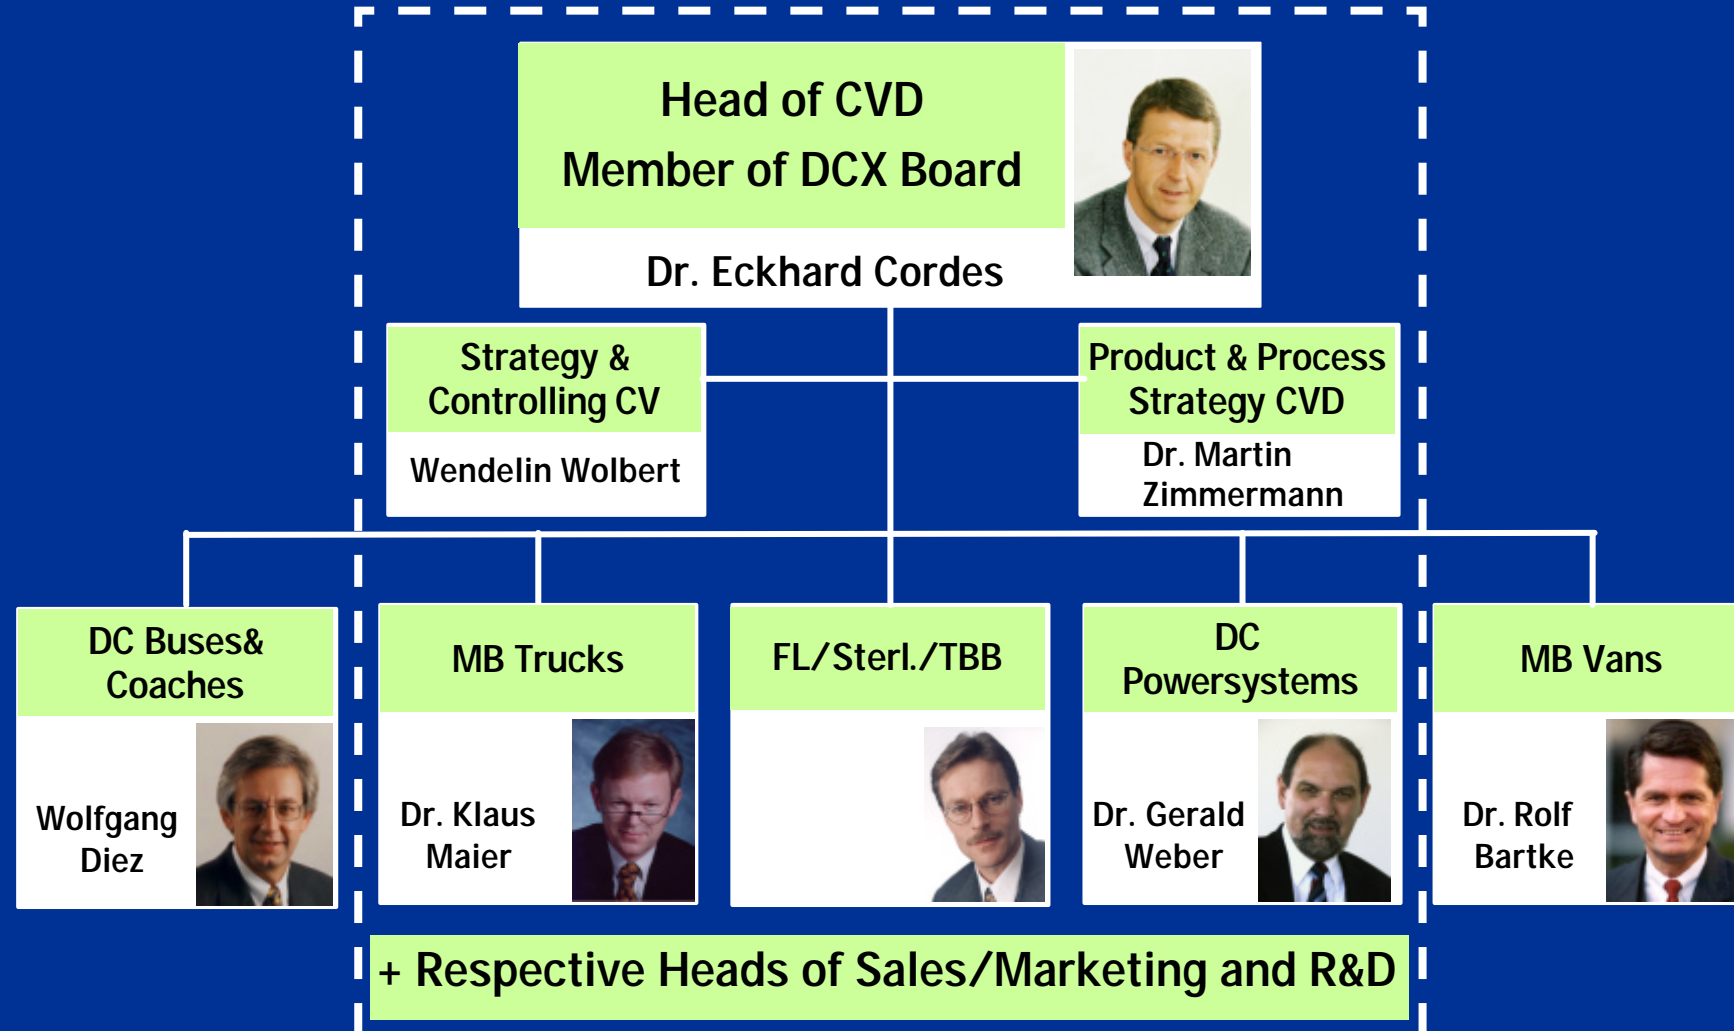 Head of CVD
Member of DCX Board
Dr. Eckhard Cordes
Strategy &
Controlling CV
Wendelin Wolbert
Product & Process
Strategy CVD
Dr. Martin
Zimmermann
DC Buses&
Coaches
Wolfgang
Diez
MB Trucks
Dr. Klaus
Maier
FL/Sterl./TBB
DC
Powersystems
Dr. Gerald
Weber
MB Vans
Dr. Rolf
Bartke
+ Respective Heads of Sales/Marketing and R&D